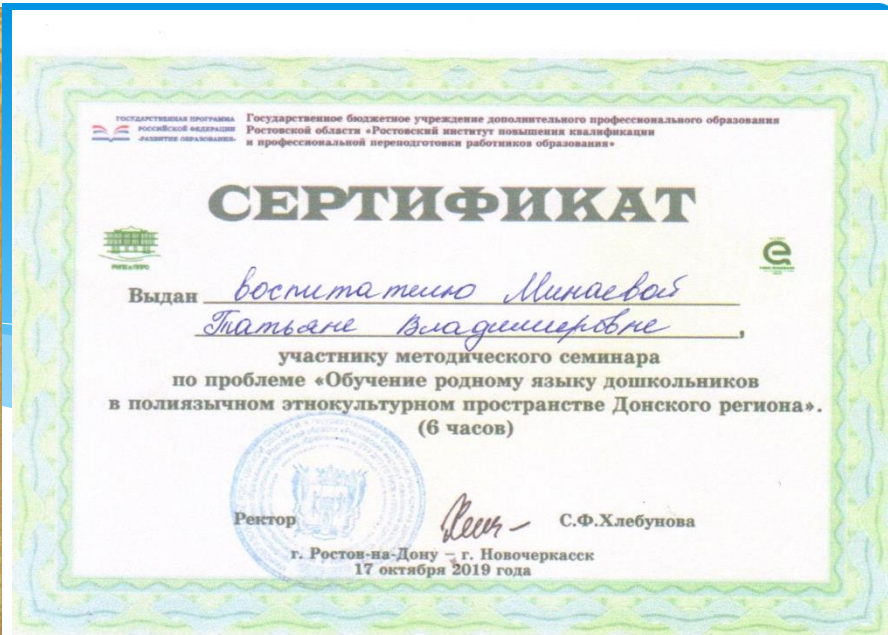 ГОСУДАРСТВЕННАЯ ПРОГРАММА
РОССИЙСКОЙ ФЕДЕРАЦИИ
«РАЗВИТИЕ ОБРАЗОВАНИЯ»
Государственное бюджетное учреждение дополнительного профессионального образования
Ростовской области «Ростовский институт повышения квалификации
и профессиональной переподготовки работников образования»
СЕРТИФИКАТ
РИПК и ППРО
Выдан воспитателю Минаевой
Татьяне Владимировне,
участнику методического семинара
по проблеме «Обучение родному языку дошкольников
в полиязычном этнокультурном пространстве Донского региона».
(6 часов)
Ректор С.Ф.Хлебунова
г. Ростов-на-Дону – г. Новочеркасск
17 октября 2019 года